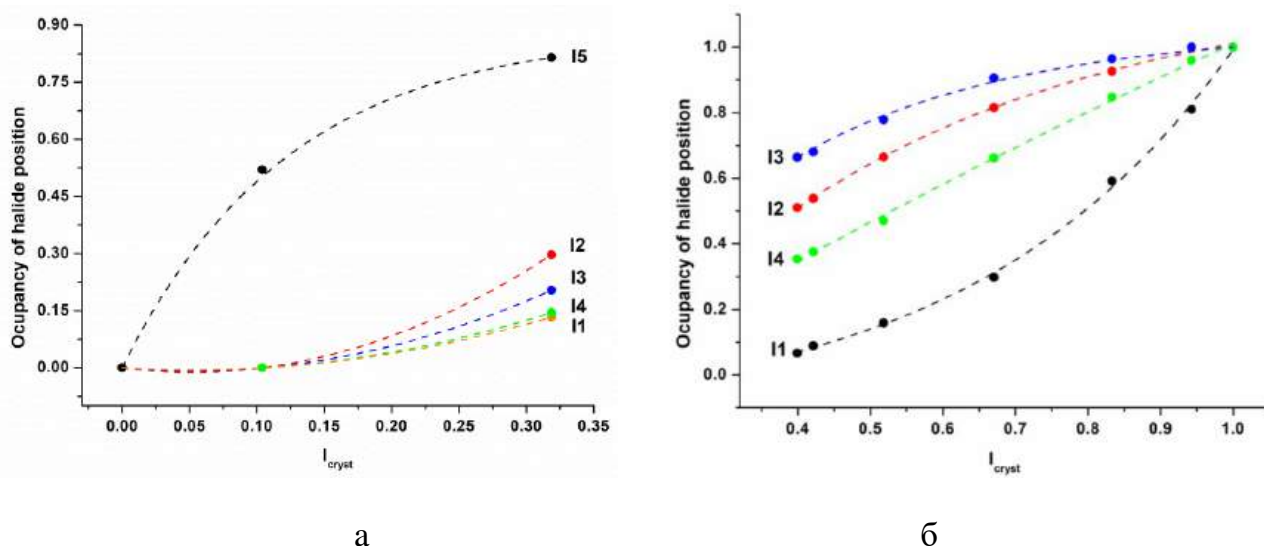 0.90
0.75
0.60
0.45
0.30
0.15
0.00
Ocupancy of halide position
I5
I2
I3
I4
I1
0.00 0.05 0.10 0.15 0.20 0.25 0.30 0.35
I cryst
а
1.0
0.8
0.6
0.4
0.2
0.0
Ocupancy of halide position
I3
I2
I4
I1
0.4 0.5 0.6 0.7 0.8 0.9 1.0
I cryst
б